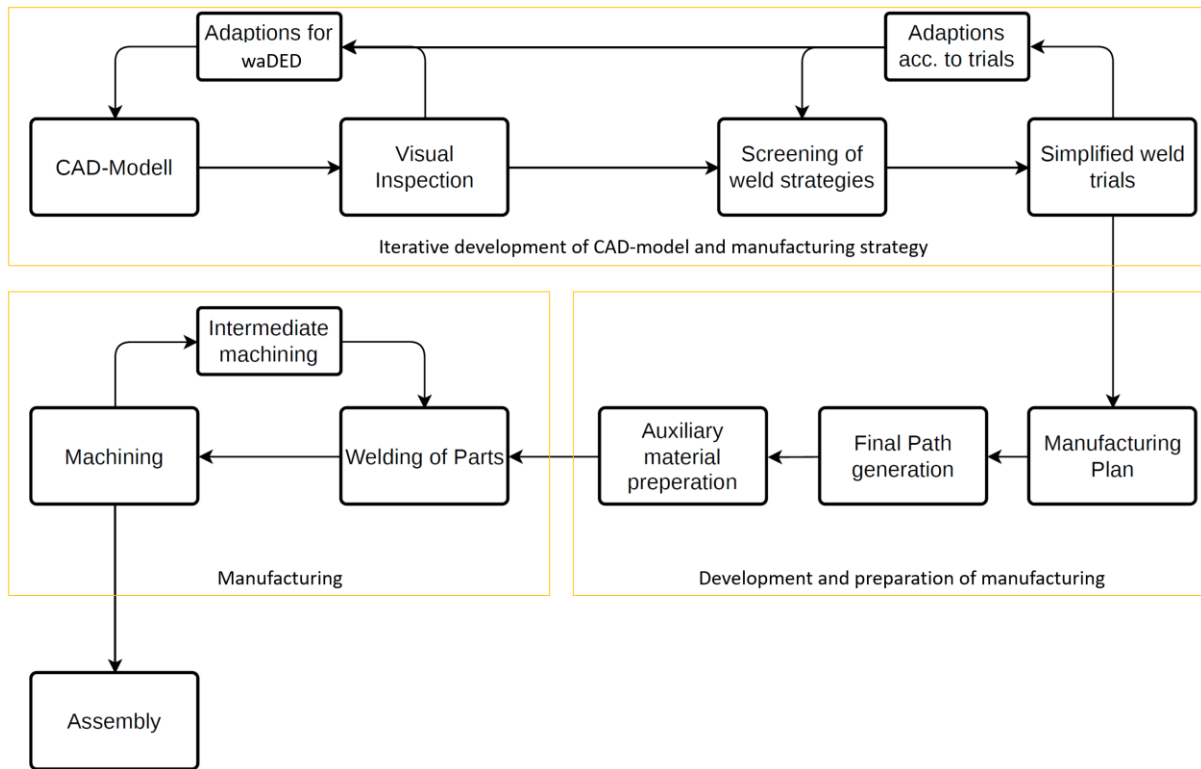 Adaptions for
waDED
Adaptions
acc. to trials
CAD-Modell
Visual
Inspection
Screening of
weld strategies
Simplified weld
trials
Iterative development of CAD-model and manufacturing strategy
Intermediate
machining
Machining
Welding of Parts
Auxiliary
material
preperation
Final Path
generation
Manufacturing
Plan
Manufacturing
Development and preparation of manufacturing
Assembly